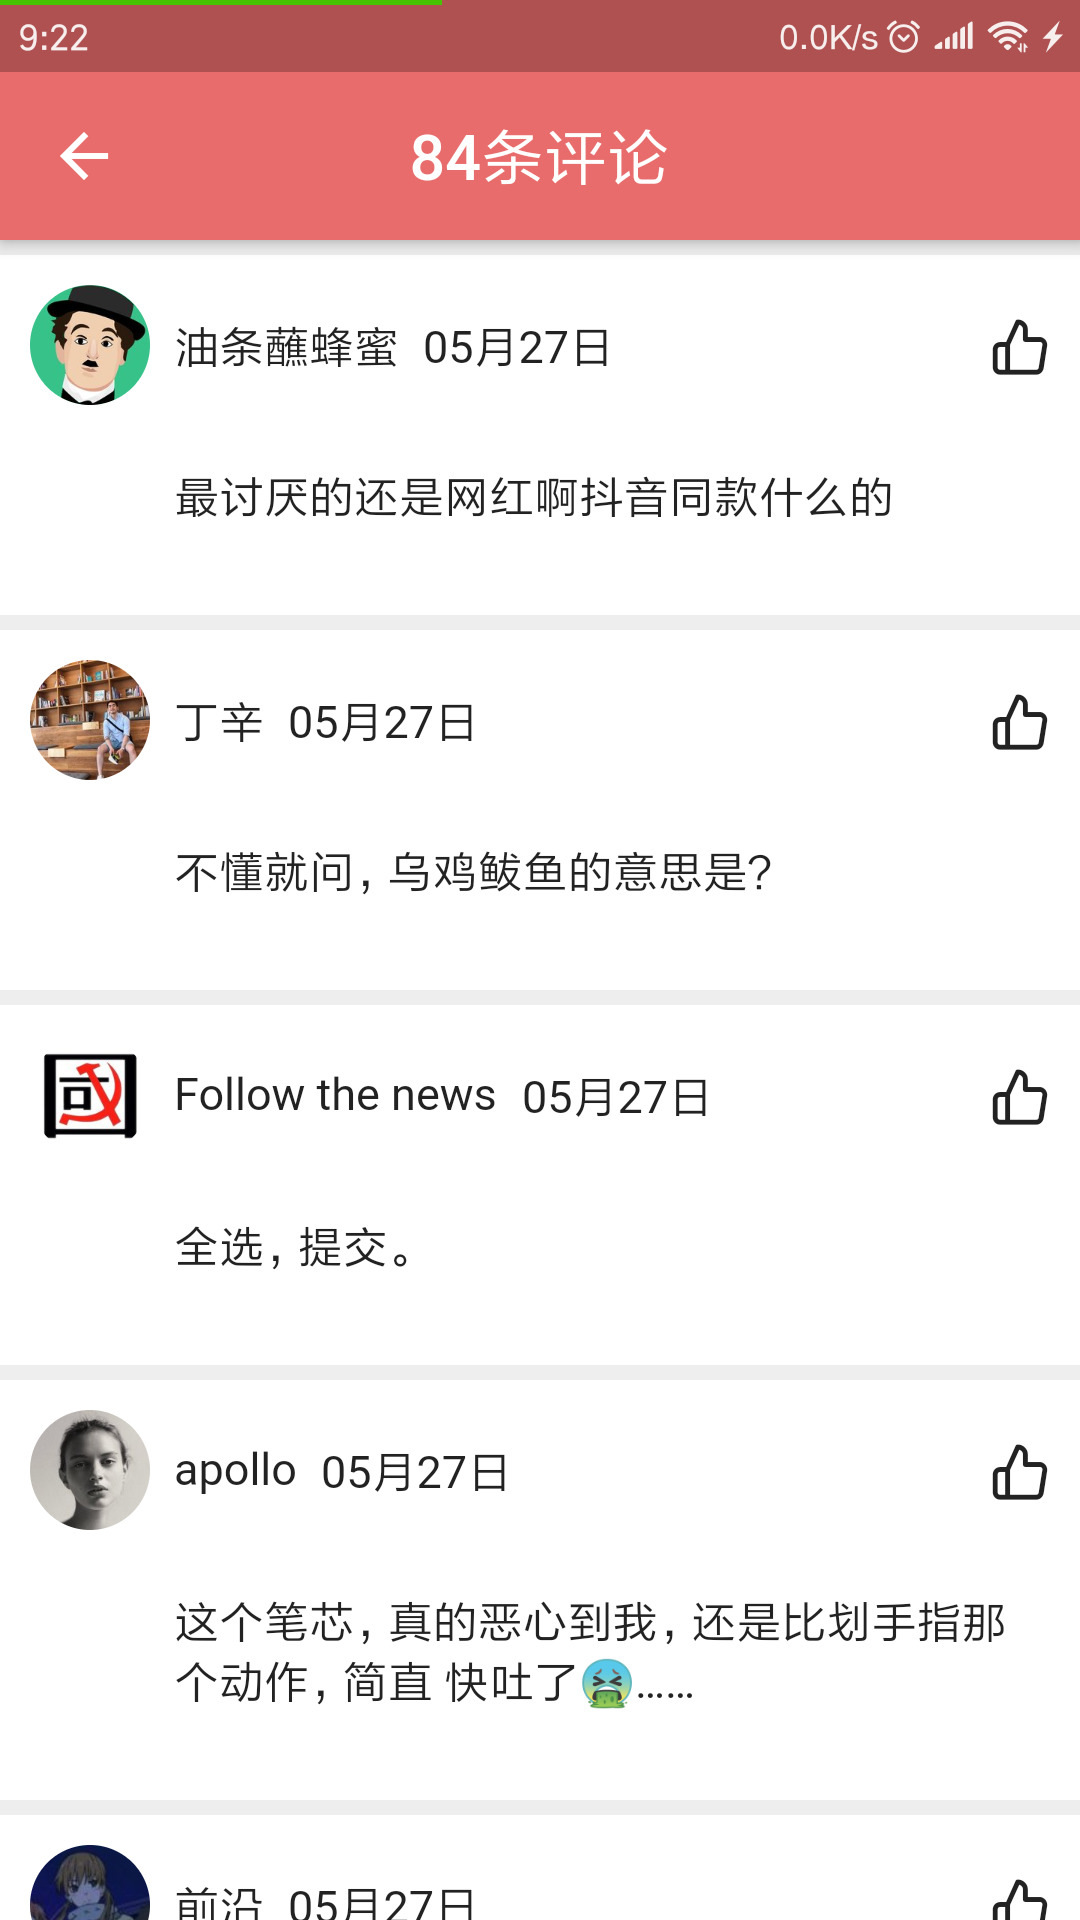 9:22 0.0K/s
84条评论
油条蘸蜂蜜 05月27日
最讨厌的还是网红啊抖音同款什么的
丁辛 05月27日
不懂就问，乌鸡鲅鱼的意思是？
Follow the news 05月27日
全选，提交。
apollo 05月27日
这个笔芯，真的恶心到我，还是比划手指那
个动作，简直 快吐了🤮......
前沿 05月27日